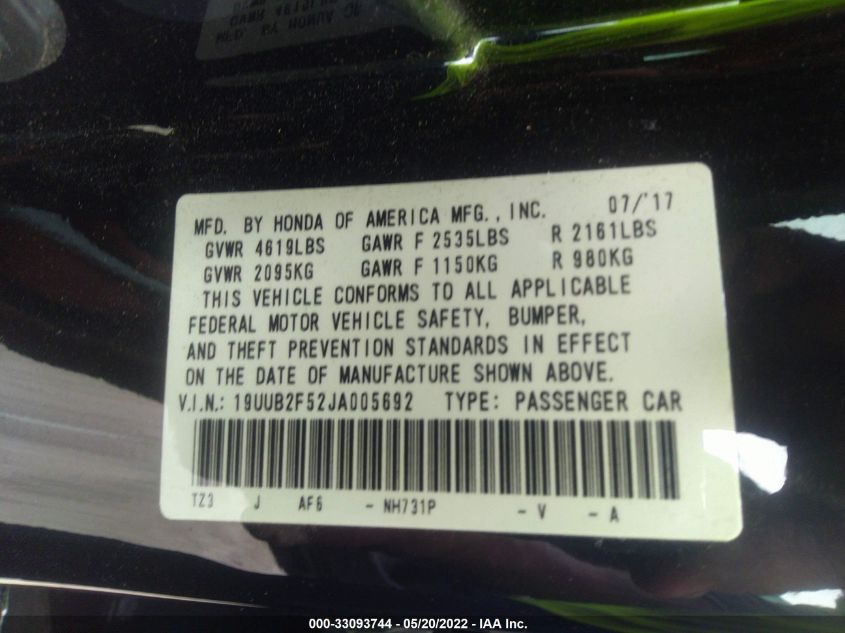 MFD. BY HONDA OF AMERICA MFG., INC. 07/'17
GVWR 4619LBS GAWR F 2535LBS R 2161LBS
GVWR 2095KG GAWR F 1150KG R 980KG
THIS VEHICLE CONFORMS TO ALL APPLICABLE
FEDERAL MOTOR VEHICLE SAFETY, BUMPER,
AND THEFT PREVENTION STANDARDS IN EFFECT
ON THE DATE OF MANUFACTURE SHOWN ABOVE.
V.I.N.: 19UUB2F52JA005692 TYPE: PASSENGER CAR
TZ3 J AF6 - NH731P - V - A
000-33093744 - 05/20/2022 - IAA Inc.